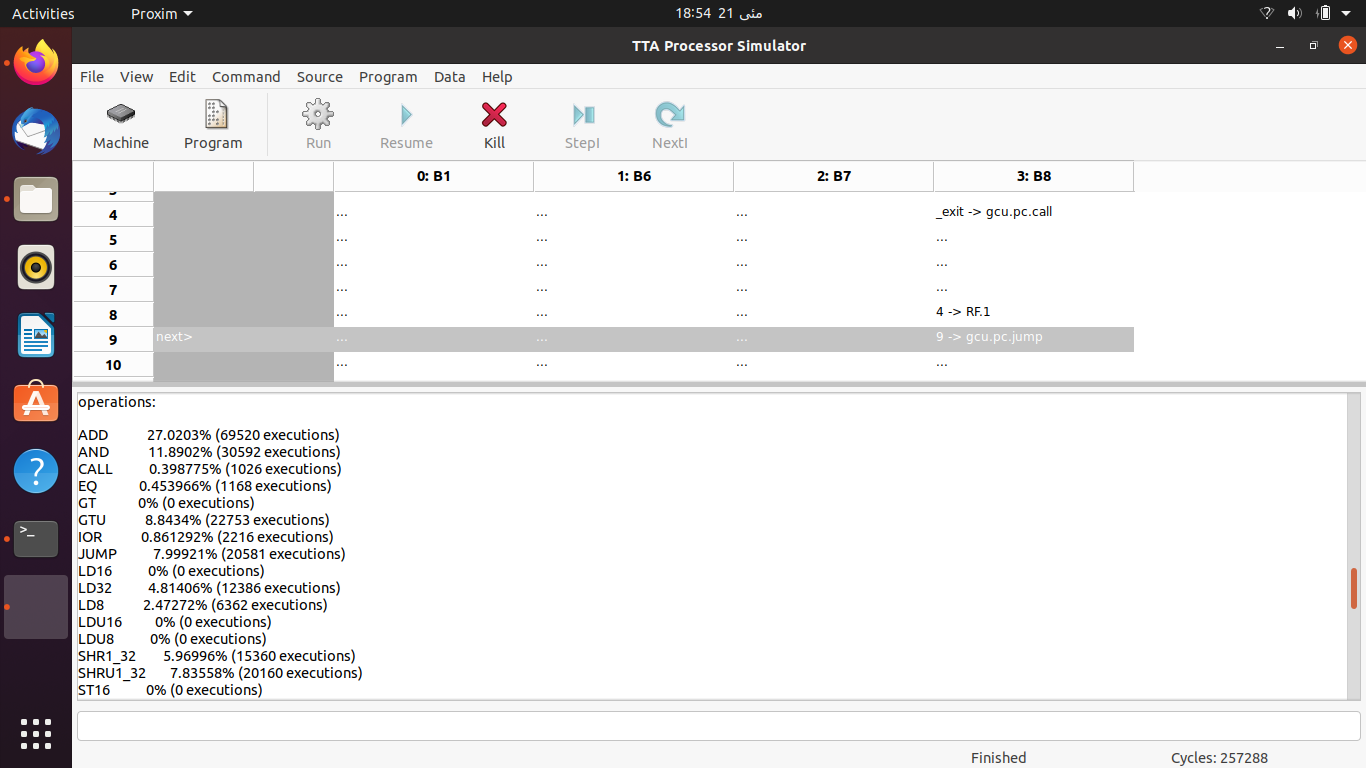 Activities Proxim 18:54 21 مئی
TTA Processor Simulator
File View Edit Command Source Program Data Help
Machine Program Run Resume Kill StepI NextI
0: B1 1: B6 2: B7 3: B8
4 ... ... ... _exit -> gcu.pc.call
5 ... ... ... ...
6 ... ... ... ...
7 ... ... ... ...
8 ... ... ... 4 -> RF.1
9 next> ... ... ... 9 -> gcu.pc.jump
10 ... ... ... ...
operations:
ADD 27.0203% (69520 executions)
AND 11.8902% (30592 executions)
CALL 0.398775% (1026 executions)
EQ 0.453966% (1168 executions)
GT 0% (0 executions)
GTU 8.8434% (22753 executions)
IOR 0.861292% (2216 executions)
JUMP 7.99921% (20581 executions)
LD16 0% (0 executions)
LD32 4.81406% (12386 executions)
LD8 2.47272% (6362 executions)
LDU16 0% (0 executions)
LDU8 0% (0 executions)
SHR1_32 5.96996% (15360 executions)
SHRU1_32 7.83558% (20160 executions)
ST16 0% (0 executions)
Finished Cycles: 257288